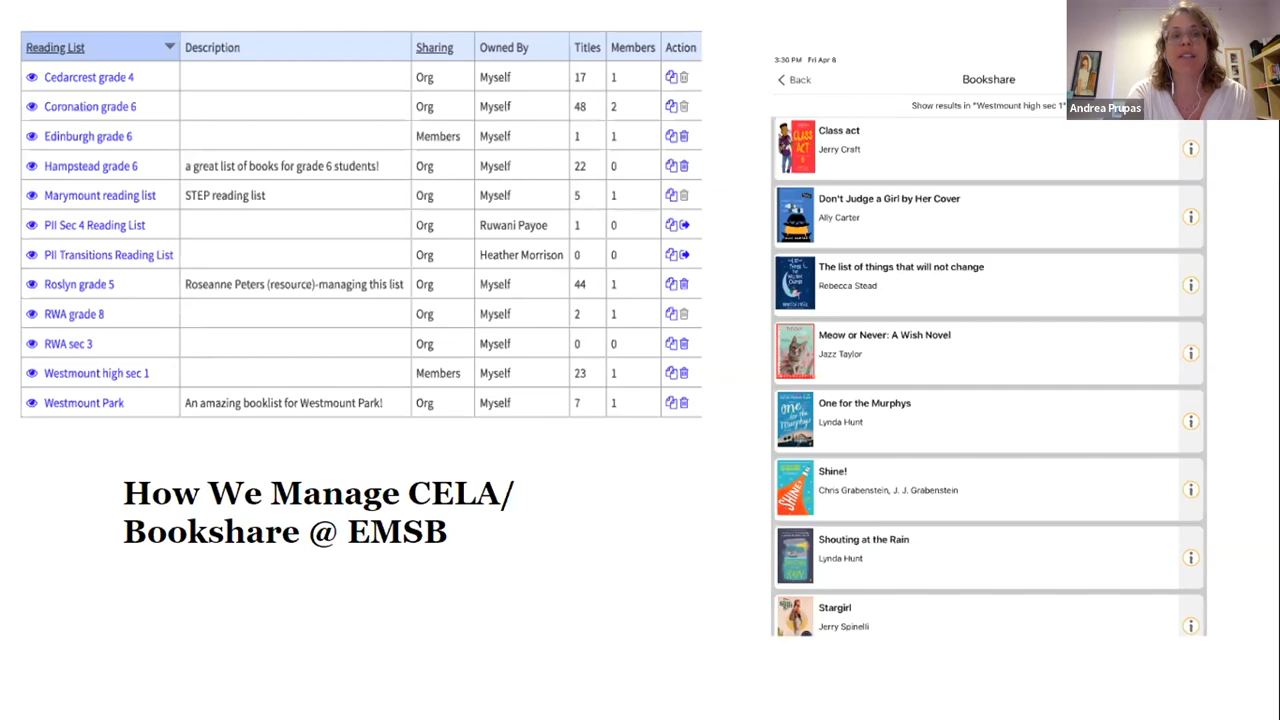 Reading List Description Sharing Owned By Titles Members Action
Cedarcrest grade 4 Org Myself 17 1
Coronation grade 6 Org Myself 48 2
Edinburgh grade 6 Members Myself 1 1
Hampstead grade 6 a great list of books for grade 6 students! Org Myself 22 0
Marymount reading list STEP reading list Org Myself 5 1
PII Sec 4 Reading List Org Ruwani Payoe 1 0
PII Transitions Reading List Org Heather Morrison 0 0
Roslyn grade 5 Roseanne Peters (resource)-managing this list Org Myself 44 1
RWA grade 8 Org Myself 2 1
RWA sec 3 Org Myself 0 0
Westmount high sec 1 Members Myself 23 1
Westmount Park An amazing booklist for Westmount Park! Org Myself 7 1
How We Manage CELA/
Bookshare @ EMSB
3:30 PM Fri Apr 8
Back Bookshare
Show results in "Westmount high sec 1"
Class act
Jerry Craft
CLASS
ACT
Don't Judge a Girl by Her Cover
Ally Carter
The list of things that will not change
Rebecca Stead
Meow or Never: A Wish Novel
Jazz Taylor
One for the Murphys
Lynda Hunt
one
for the
Murphys
Shine!
Chris Grabenstein, J. J. Grabenstein
SHINE!
Shouting at the Rain
Lynda Hunt
Stargirl
Jerry Spinelli
Andrea Prupas